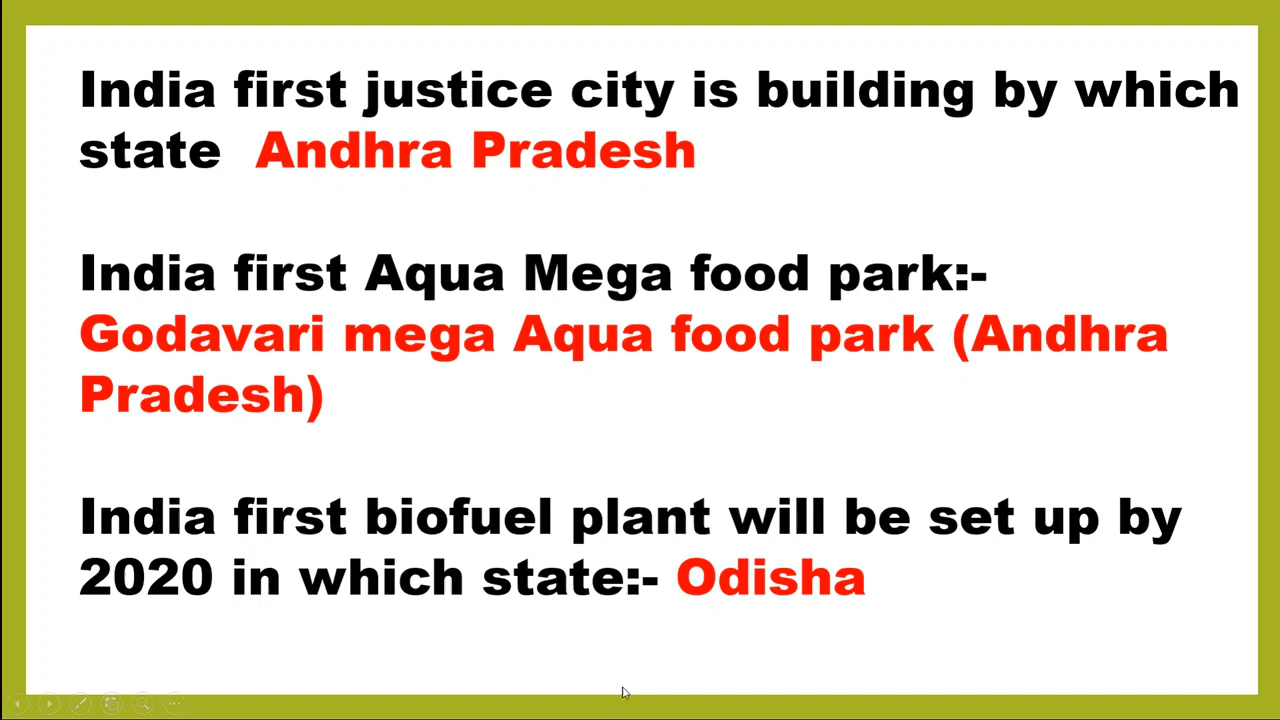 India first justice city is building by which
state Andhra Pradesh
India first Aqua Mega food park:-
Godavari mega Aqua food park (Andhra
Pradesh)
India first biofuel plant will be set up by
2020 in which state:- Odisha